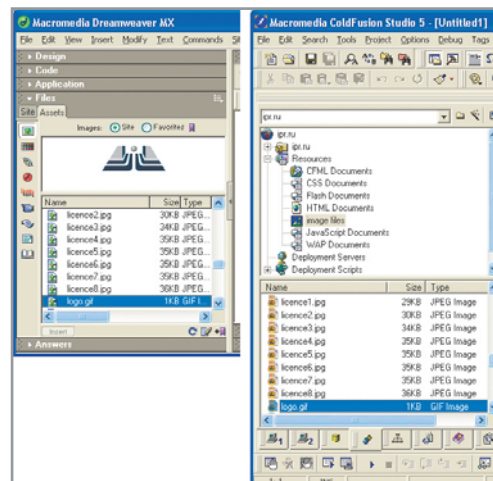 Macromedia Dreamweaver MX
File Edit View Insert Modify Text Commands
Design
Code
Application
Files
Site Assets
Images: Site Favorites
Name Size Type
licence2.jpg 30KB JPEG...
licence3.jpg 34KB JPEG...
licence4.jpg 35KB JPEG...
licence5.jpg 35KB JPEG...
licence6.jpg 35KB JPEG...
licence7.jpg 35KB JPEG...
licence8.jpg 36KB JPEG...
logo.gif 1KB GIF I...
Insert
Answers
Macromedia ColdFusion Studio 5 - [Untitled1]
File Edit Search Tools Project Options Debug Tags
ipr.ru
ipr.ru
ipr.ru
Resources
CFML Documents
CSS Documents
Flash Documents
HTML Documents
image files
JavaScript Documents
WAP Documents
Deployment Servers
Deployment Scripts
Name Size Type
licence1.jpg 29KB JPEG Image
licence2.jpg 30KB JPEG Image
licence3.jpg 34KB JPEG Image
licence4.jpg 35KB JPEG Image
licence5.jpg 35KB JPEG Image
licence6.jpg 35KB JPEG Image
licence7.jpg 35KB JPEG Image
licence8.jpg 36KB JPEG Image
logo.gif 1KB GIF Image